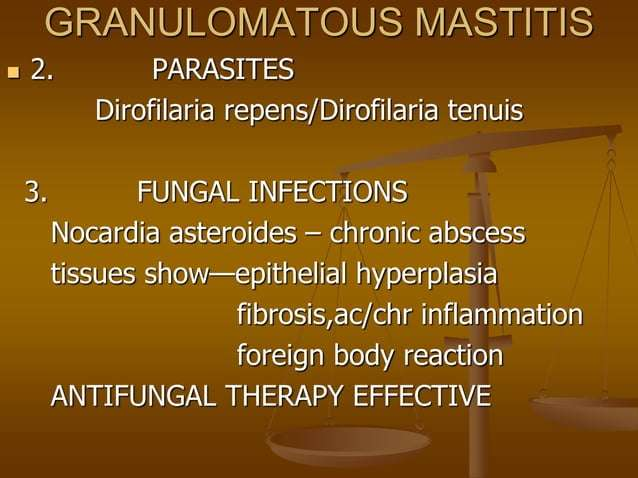 GRANULOMATOUS MASTITIS
2. PARASITES
Dirofilaria repens/Dirofilaria tenuis
3. FUNGAL INFECTIONS
Nocardia asteroides – chronic abscess
tissues show—epithelial hyperplasia
fibrosis,ac/chr inflammation
foreign body reaction
ANTIFUNGAL THERAPY EFFECTIVE